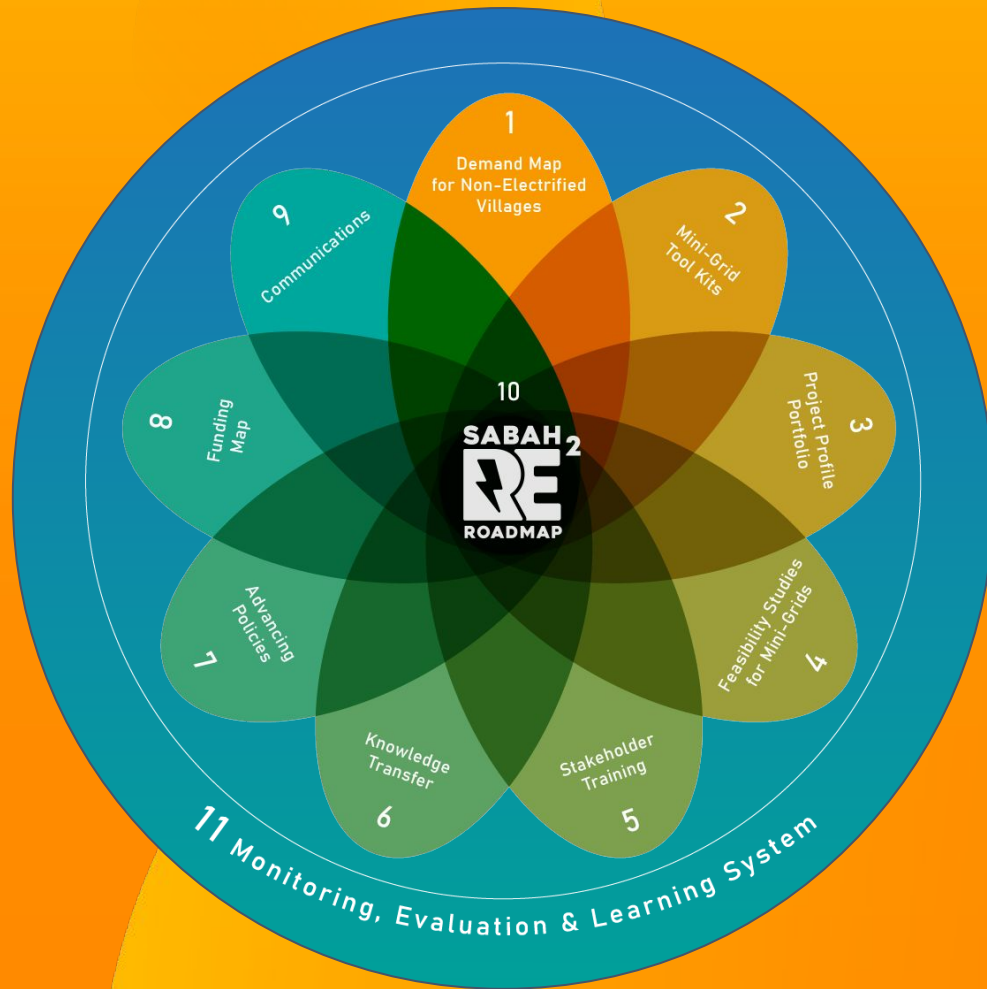 1
Demand Map
for Non-Electrified
Villages
2
Mini-Grid
Tool Kits
3
Project Profile
Portfolio
4
Feasibility Studies
for Mini-Grids
5
Stakeholder
Training
6
Knowledge
Transfer
7
Advancing
Policies
8
Funding
Map
9
Communications
10
SABAH
RE²
ROADMAP
11 Monitoring, Evaluation & Learning System